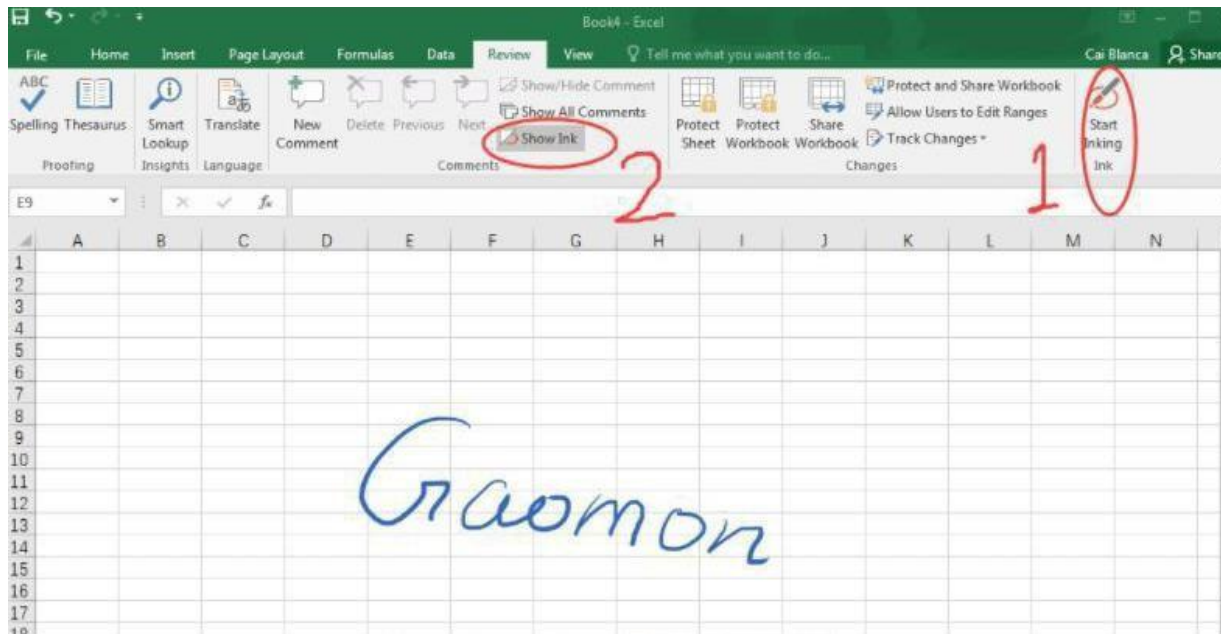 Book4 - Excel
File Home Insert Page Layout Formulas Data Review View Tell me what you want to do... Cai Blanca Share
ABC
Spelling Thesaurus Smart Lookup Translate New Comment Delete Previous Next Show/Hide Comment Show All Comments Show Ink Protect Sheet Protect Workbook Share Workbook Protect and Share Workbook Allow Users to Edit Ranges Track Changes Start Inking
Proofing Insights Language Comments Changes Ink
2 1
E9 fx
A B C D E F G H I J K L M N
1
2
3
4
5
6
7
8
9
10
11
12
13
14
15
16
17
18
Gaomon